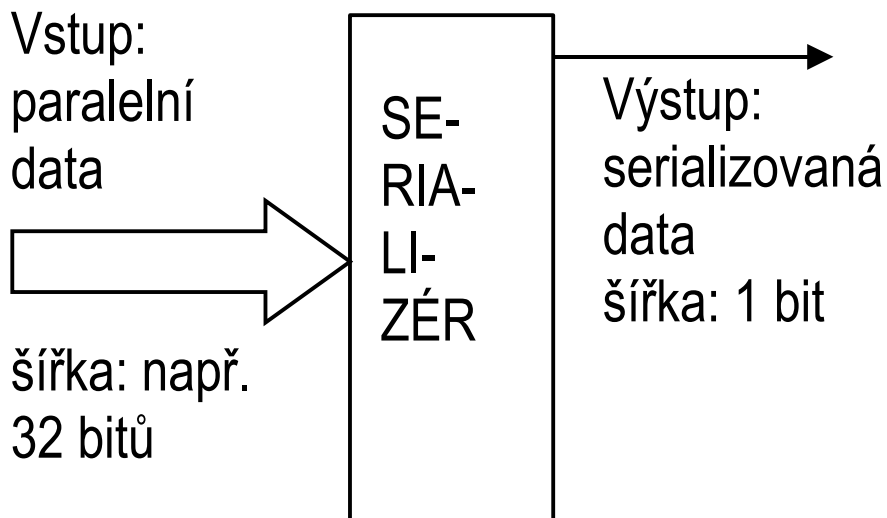 Vstup:
paralelní
data
šířka: např.
32 bitů
SE-
RIA-
LI-
ZÉR
Výstup:
serializovaná
data
šířka: 1 bit